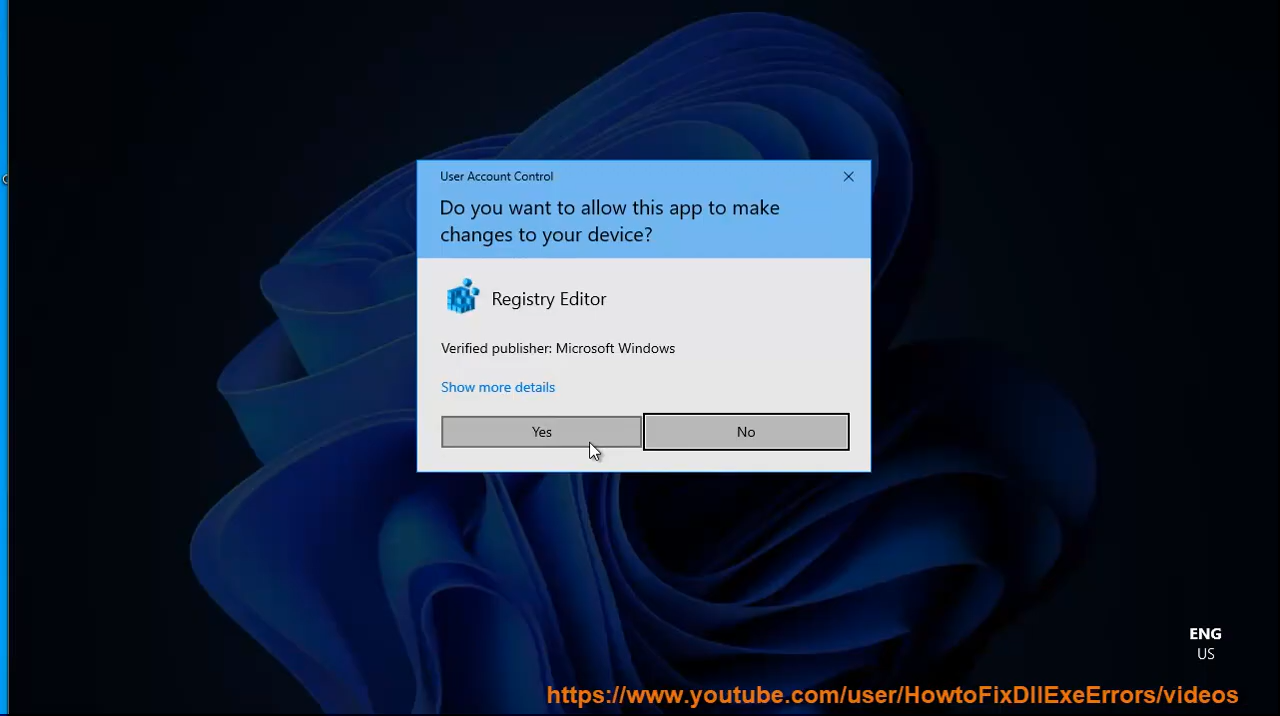 User Account Control
Do you want to allow this app to make
changes to your device?
Registry Editor
Verified publisher: Microsoft Windows
Show more details
Yes
No
ENG
US
https://www.youtube.com/user/HowtoFixDllExeErrors/videos